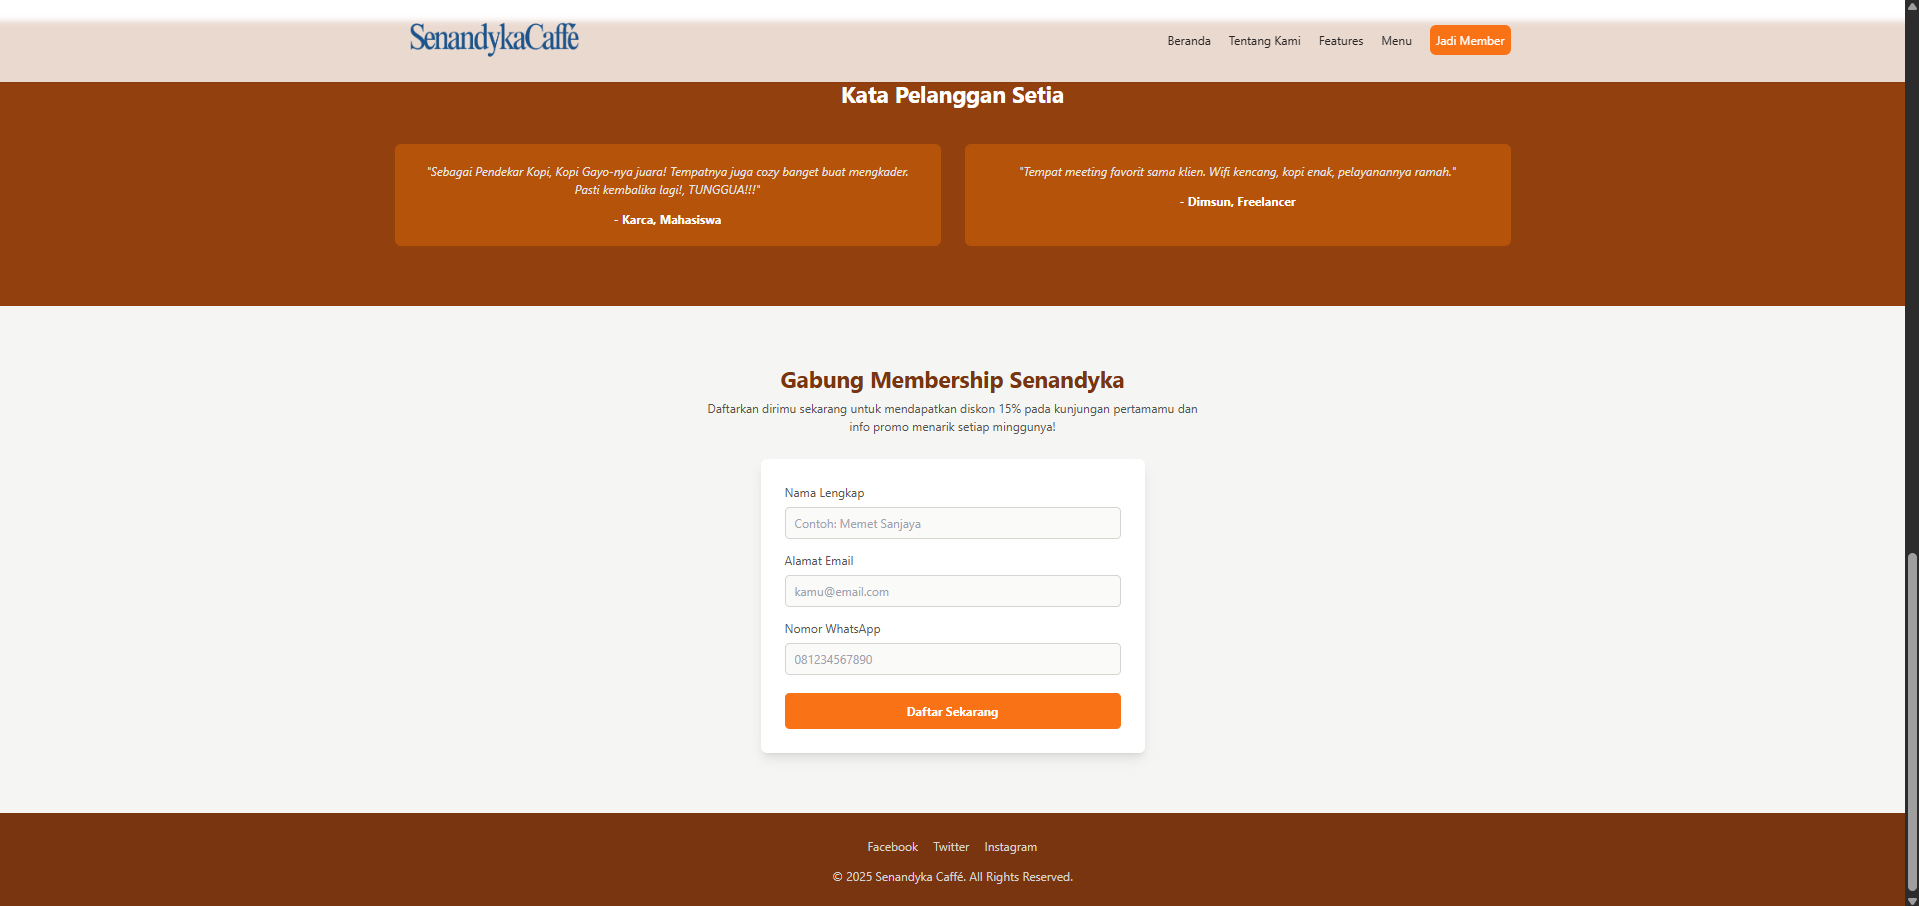 SenandykaCaffé
Beranda Tentang Kami Features Menu Jadi Member
Kata Pelanggan Setia
"Sebagai Pendekar Kopi, Kopi Gayo-nya juara! Tempatnya juga cozy banget buat mengkader.
Pasti kembalika lagi!, TUNGGUA!!!"
- Karca, Mahasiswa
"Tempat meeting favorit sama klien. Wifi kencang, kopi enak, pelayanannya ramah."
- Dimsun, Freelancer
Gabung Membership Senandyka
Daftarkan dirimu sekarang untuk mendapatkan diskon 15% pada kunjungan pertamamu dan
info promo menarik setiap minggunya!
Nama Lengkap
Contoh: Memet Sanjaya
Alamat Email
kamu@email.com
Nomor WhatsApp
081234567890
Daftar Sekarang
Facebook Twitter Instagram
© 2025 Senandyka Caffé. All Rights Reserved.